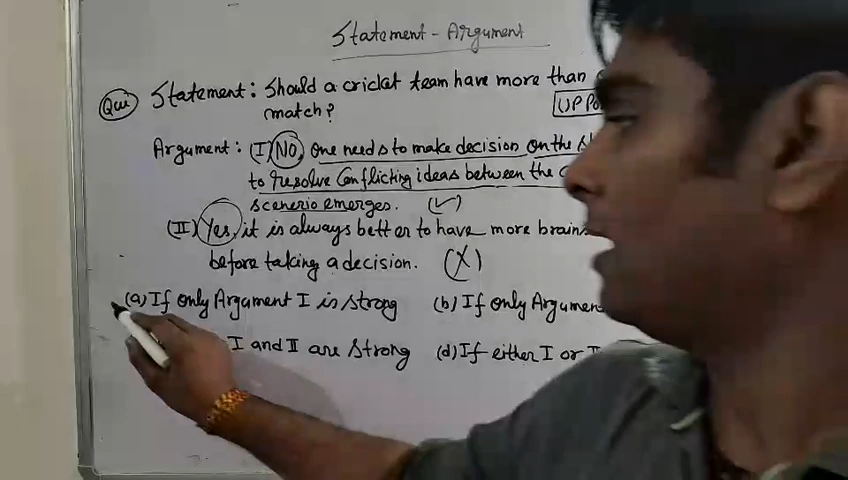 Statement - Argument
Que Statement: Should a cricket team have more than
match? UP Po
Argument: (I) NO, one needs to make decision on the
to resolve Conflicting ideas between the
scenerio emerges. (✓)
(II) Yes, it is always better to have more brains
before taking a decision. (X)
(a) If only Argument I is strong (b) If only Argument
I and II are strong (d) If either I or